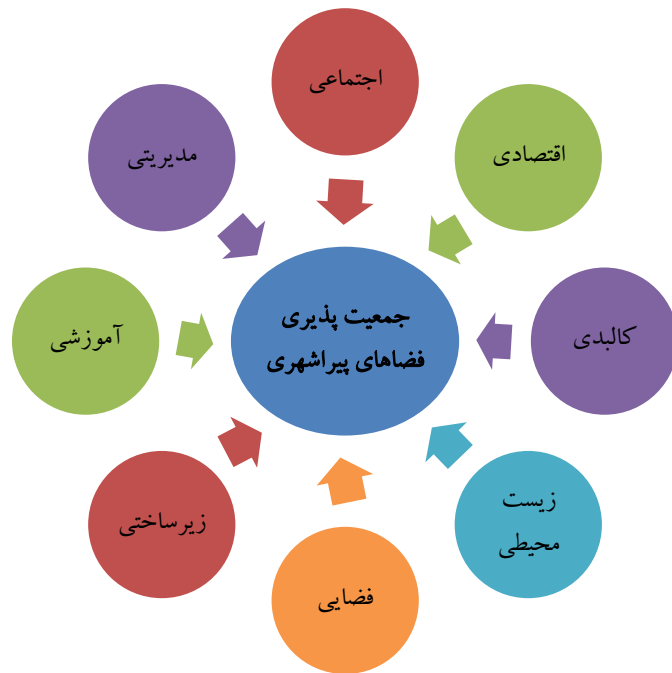 اجتماعی
اقتصادی
کالبدی
زیست
محیطی
فضایی
زیرساختی
آموزشی
مدیریتی
جمعیت پذیری
فضاهای پیراشهری